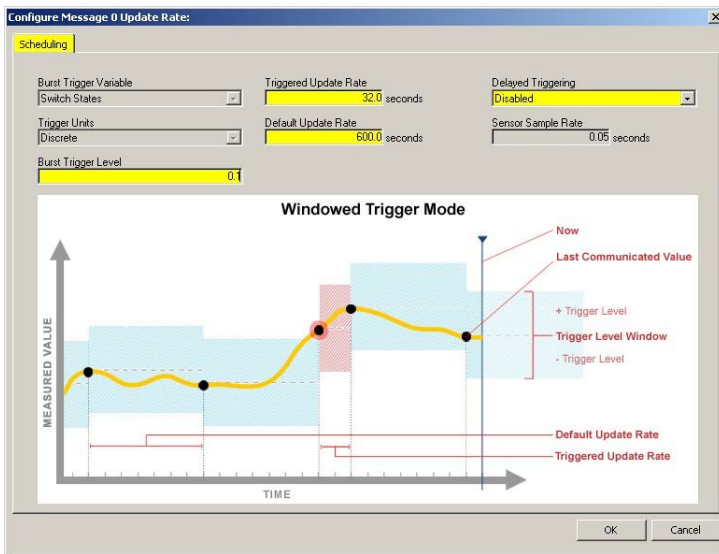 Configure Message 0 Update Rate:
Scheduling
Burst Trigger Variable
Switch States
Triggered Update Rate
32.0 seconds
Delayed Triggering
Disabled
Trigger Units
Discrete
Default Update Rate
600.0 seconds
Sensor Sample Rate
0.05 seconds
Burst Trigger Level
0.1
Windowed Trigger Mode
Now
Last Communicated Value
+ Trigger Level
Trigger Level Window
- Trigger Level
MEASURED VALUE
Default Update Rate
Triggered Update Rate
TIME
OK
Cancel